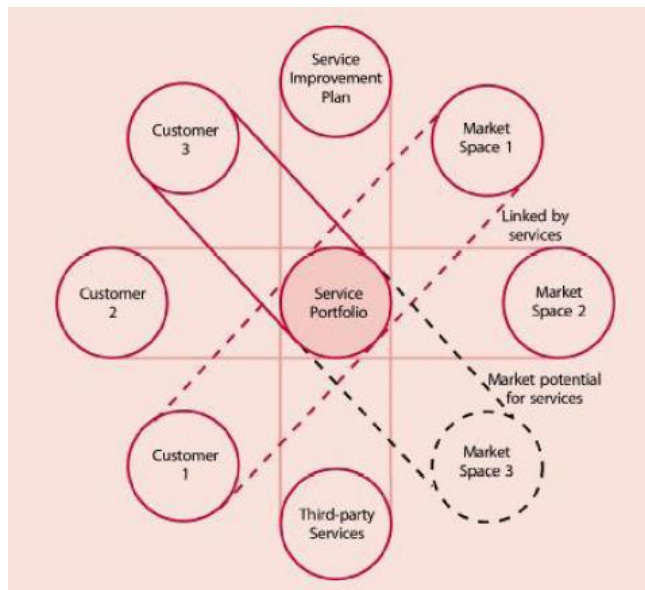 Service
Improvement
Plan
Customer
3
Market
Space 1
Linked by
services
Customer
2
Service
Portfolio
Market
Space 2
Market potential
for services
Customer
1
Market
Space 3
Third-party
Services